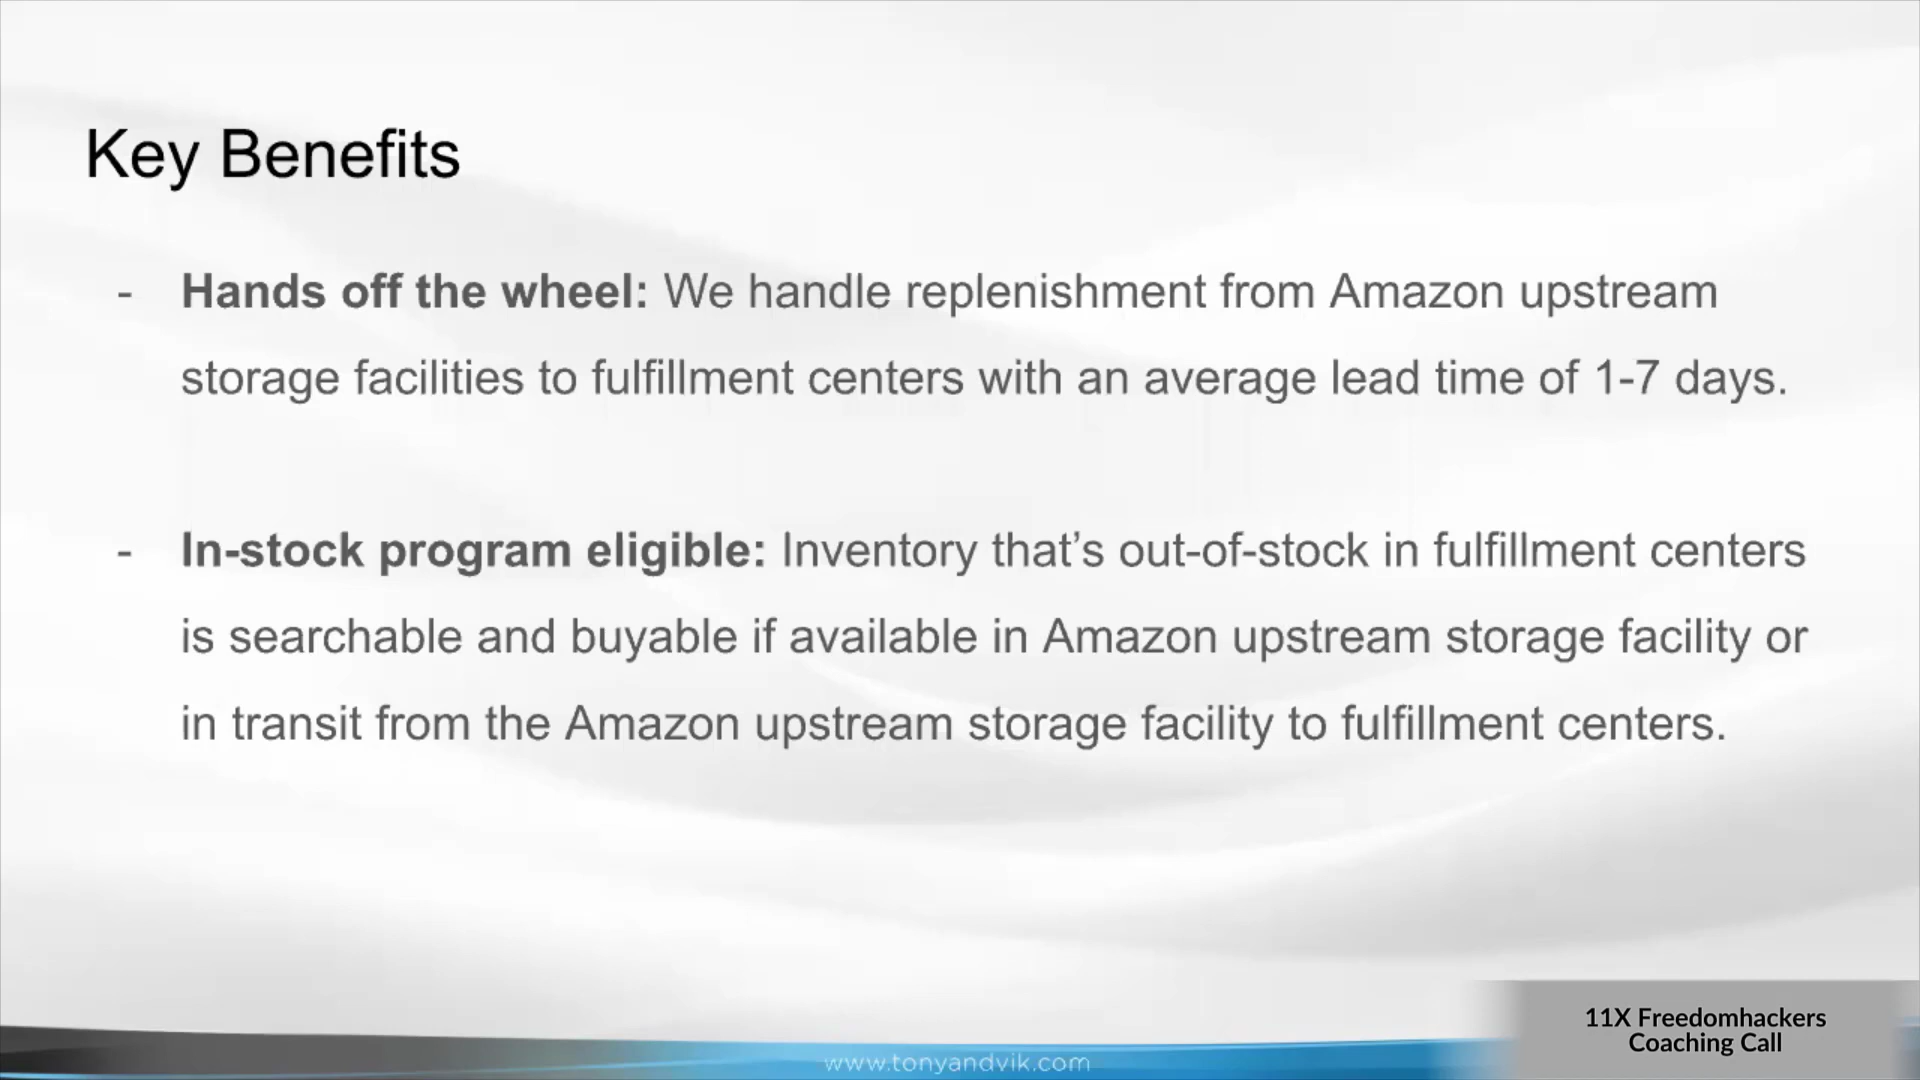 Key Benefits
- Hands off the wheel: We handle replenishment from Amazon upstream
storage facilities to fulfillment centers with an average lead time of 1-7 days.
- In-stock program eligible: Inventory that’s out-of-stock in fulfillment centers
is searchable and buyable if available in Amazon upstream storage facility or
in transit from the Amazon upstream storage facility to fulfillment centers.
www.tonyandvik.com
11X Freedomhackers
Coaching Call